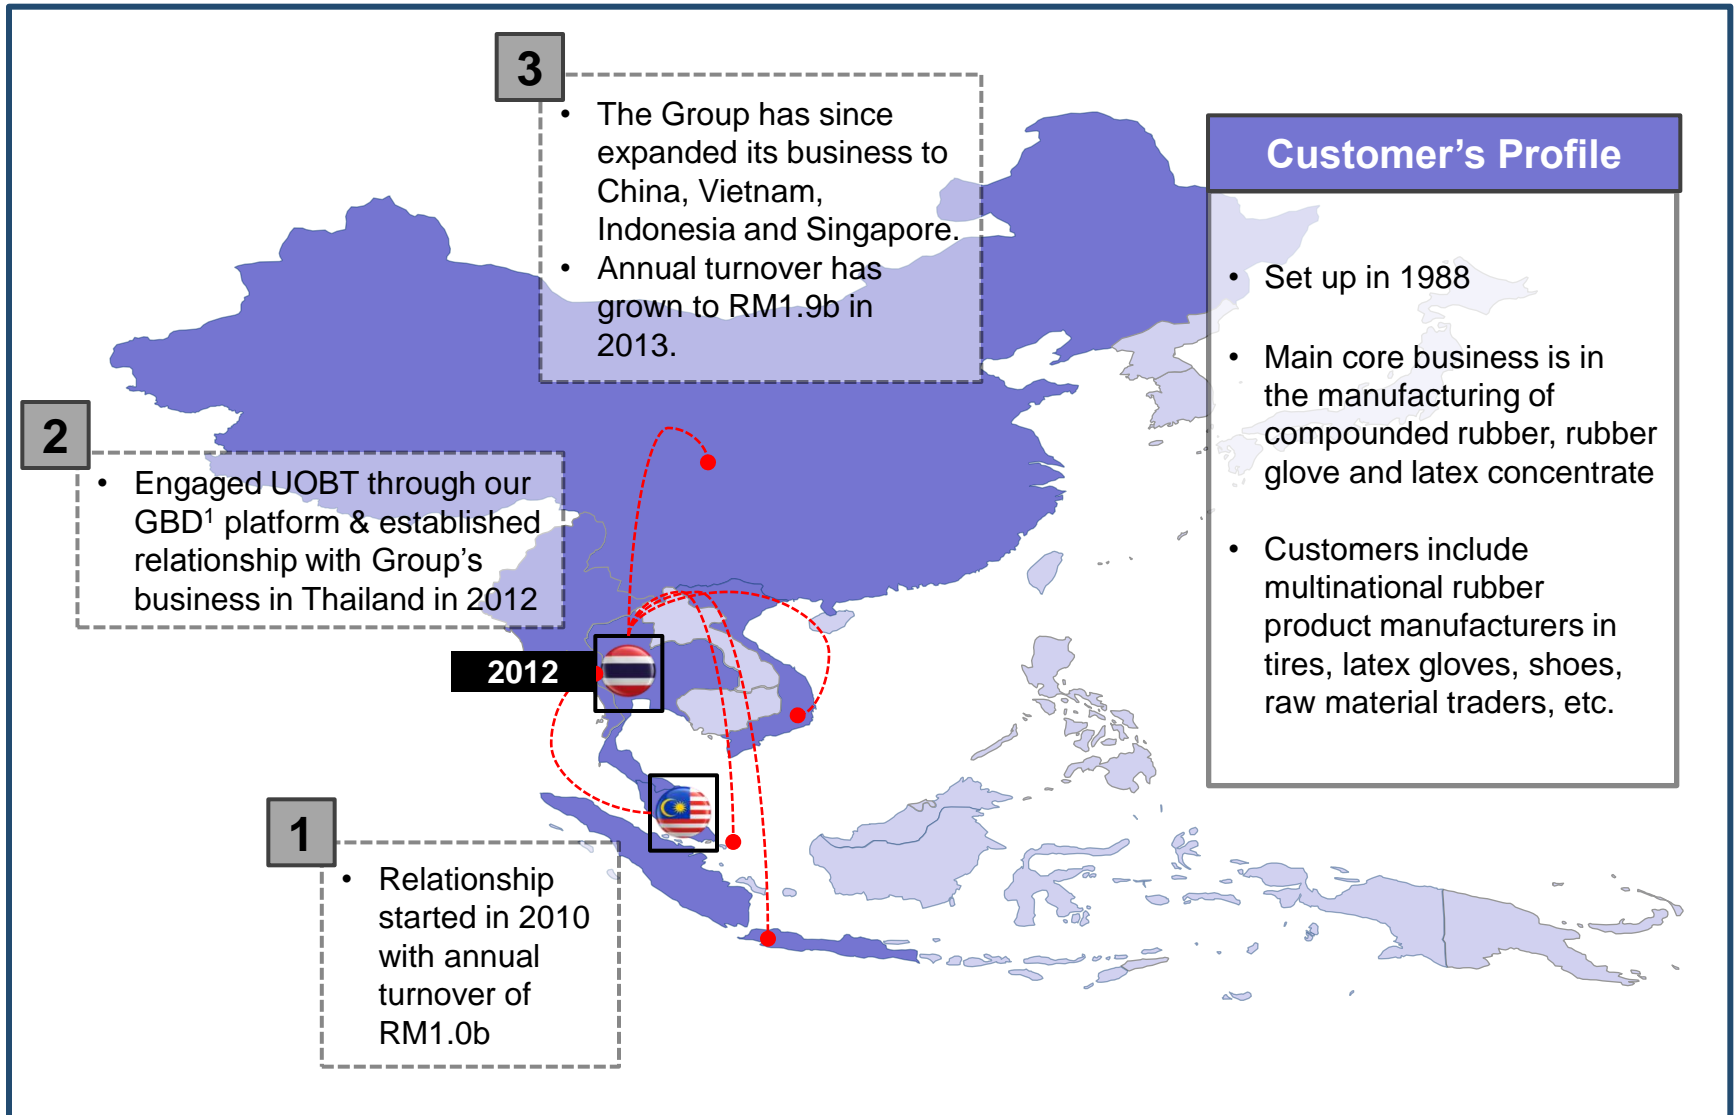 3
• The Group has since
expanded its business to
China, Vietnam,
Indonesia and Singapore.
• Annual turnover has
grown to RM1.9b in
2013.
Customer’s Profile
• Set up in 1988
• Main core business is in
the manufacturing of
compounded rubber, rubber
glove and latex concentrate
• Customers include
multinational rubber
product manufacturers in
tires, latex gloves, shoes,
raw material traders, etc.
2
• Engaged UOBT through our
GBD¹ platform & established
relationship with Group’s
business in Thailand in 2012
2012
1
• Relationship
started in 2010
with annual
turnover of
RM1.0b